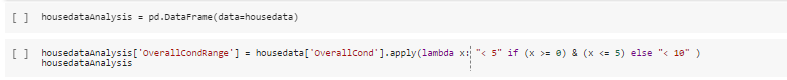 [ ] housedataAnalysis = pd.DataFrame(data=housedata)
[ ] housedataAnalysis['OverallCondRange'] = housedata['OverallCond'].apply(lambda x: "< 5" if (x >= 0) & (x <= 5) else "< 10" )
housedataAnalysis